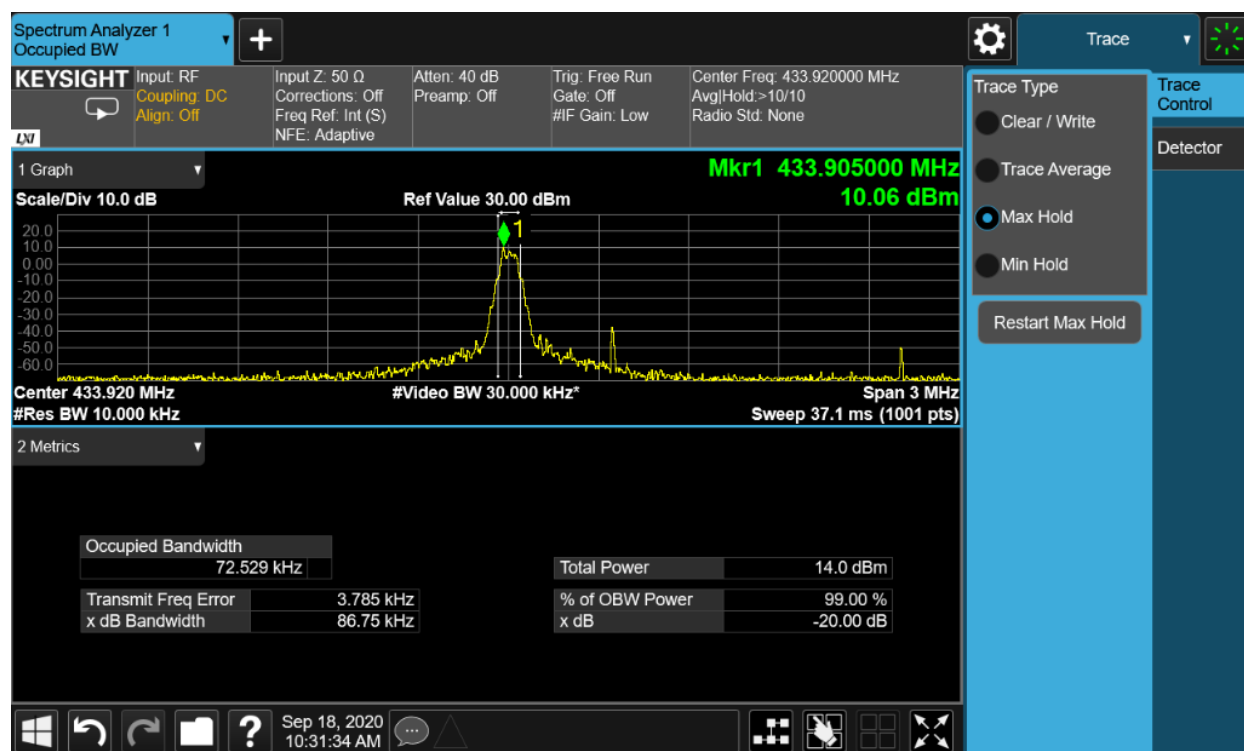 Spectrum Analyzer 1
Occupied BW
Trace
KEYSIGHT
LXI
Input: RF
Coupling: DC
Align: Off
Input Z: 50 Ω
Corrections: Off
Freq Ref: Int (S)
NFE: Adaptive
Atten: 40 dB
Preamp: Off
Trig: Free Run
Gate: Off
#IF Gain: Low
Center Freq: 433.920000 MHz
Avg|Hold:>10/10
Radio Std: None
1 Graph
Mkr1 433.905000 MHz
Scale/Div 10.0 dB Ref Value 30.00 dBm 10.06 dBm
1
20.0
10.0
0.00
-10.0
-20.0
-30.0
-40.0
-50.0
-60.0
Center 433.920 MHz #Video BW 30.000 kHz* Span 3 MHz
#Res BW 10.000 kHz Sweep 37.1 ms (1001 pts)
2 Metrics
Occupied Bandwidth
72.529 kHz
Transmit Freq Error 3.785 kHz
x dB Bandwidth 86.75 kHz
Total Power 14.0 dBm
% of OBW Power 99.00 %
x dB -20.00 dB
Trace Type
Clear / Write
Trace Average
Max Hold
Min Hold
Restart Max Hold
Trace
Control
Detector
?
Sep 18, 2020
10:31:34 AM